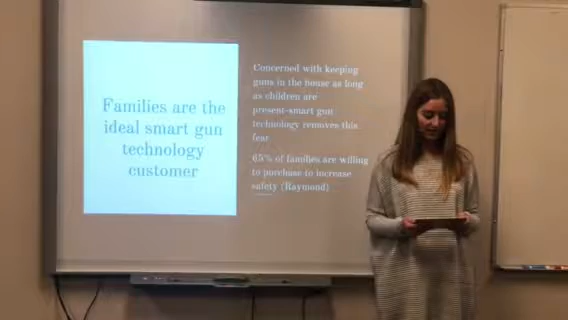 Families are the
ideal smart gun
technology
customer
Concerned with keeping
guns in the house as long
as children are
present-smart gun
technology removes this
fear
65% of families are willing
to purchase to increase
safety (Raymond)